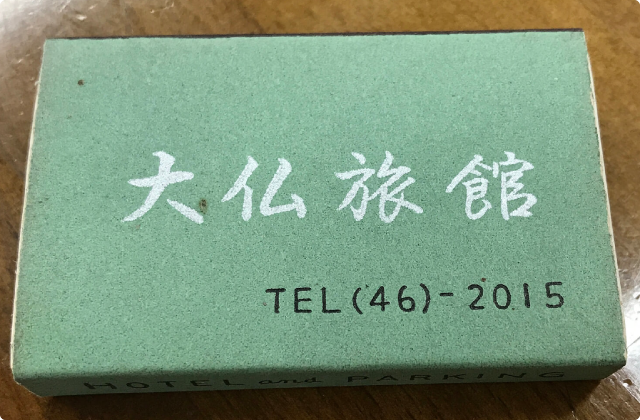 大仏旅館
TEL(46)-2015
HOTEL and PARKING